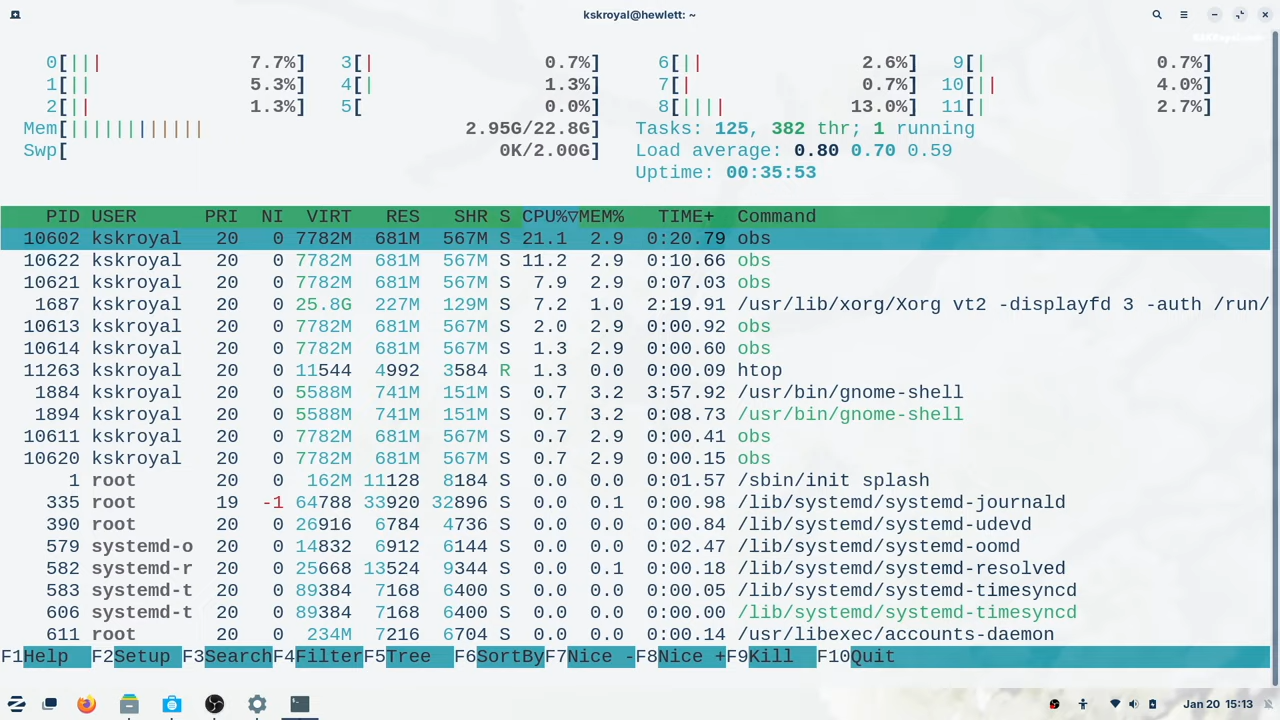 kskroyal@hewlett: ~
0[||| 7.7%] 3[| 0.7%] 6[|| 2.6%] 9[| 0.7%]
1[|| 5.3%] 4[| 1.3%] 7[| 0.7%] 10[|| 4.0%]
2[|| 1.3%] 5[ 0.0%] 8[|||| 13.0%] 11[| 2.7%]
Mem[|||||||||||| 2.95G/22.8G] Tasks: 125, 382 thr; 1 running
Swp[ 0K/2.00G] Load average: 0.80 0.70 0.59
Uptime: 00:35:53
PID USER PRI NI VIRT RES SHR S CPU%▽MEM% TIME+ Command
10602 kskroyal 20 0 7782M 681M 567M S 21.1 2.9 0:20.79 obs
10622 kskroyal 20 0 7782M 681M 567M S 11.2 2.9 0:10.66 obs
10621 kskroyal 20 0 7782M 681M 567M S 7.9 2.9 0:07.03 obs
1687 kskroyal 20 0 25.8G 227M 129M S 7.2 1.0 2:19.91 /usr/lib/xorg/Xorg vt2 -displayfd 3 -auth /run/
10613 kskroyal 20 0 7782M 681M 567M S 2.0 2.9 0:00.92 obs
10614 kskroyal 20 0 7782M 681M 567M S 1.3 2.9 0:00.60 obs
11263 kskroyal 20 0 11544 4992 3584 R 1.3 0.0 0:00.09 htop
1884 kskroyal 20 0 5588M 741M 151M S 0.7 3.2 3:57.92 /usr/bin/gnome-shell
1894 kskroyal 20 0 5588M 741M 151M S 0.7 3.2 0:08.73 /usr/bin/gnome-shell
10611 kskroyal 20 0 7782M 681M 567M S 0.7 2.9 0:00.41 obs
10620 kskroyal 20 0 7782M 681M 567M S 0.7 2.9 0:00.15 obs
1 root 20 0 162M 11128 8184 S 0.0 0.0 0:01.57 /sbin/init splash
335 root 19 -1 64788 33920 32896 S 0.0 0.1 0:00.98 /lib/systemd/systemd-journald
390 root 20 0 26916 6784 4736 S 0.0 0.0 0:00.84 /lib/systemd/systemd-udevd
579 systemd-o 20 0 14832 6912 6144 S 0.0 0.0 0:02.47 /lib/systemd/systemd-oomd
582 systemd-r 20 0 25668 13524 9344 S 0.0 0.1 0:00.18 /lib/systemd/systemd-resolved
583 systemd-t 20 0 89384 7168 6400 S 0.0 0.0 0:00.05 /lib/systemd/systemd-timesyncd
606 systemd-t 20 0 89384 7168 6400 S 0.0 0.0 0:00.00 /lib/systemd/systemd-timesyncd
611 root 20 0 234M 7216 6704 S 0.0 0.0 0:00.14 /usr/libexec/accounts-daemon
F1Help F2Setup F3SearchF4FilterF5Tree F6SortByF7Nice -F8Nice +F9Kill F10Quit
Jan 20 15:13